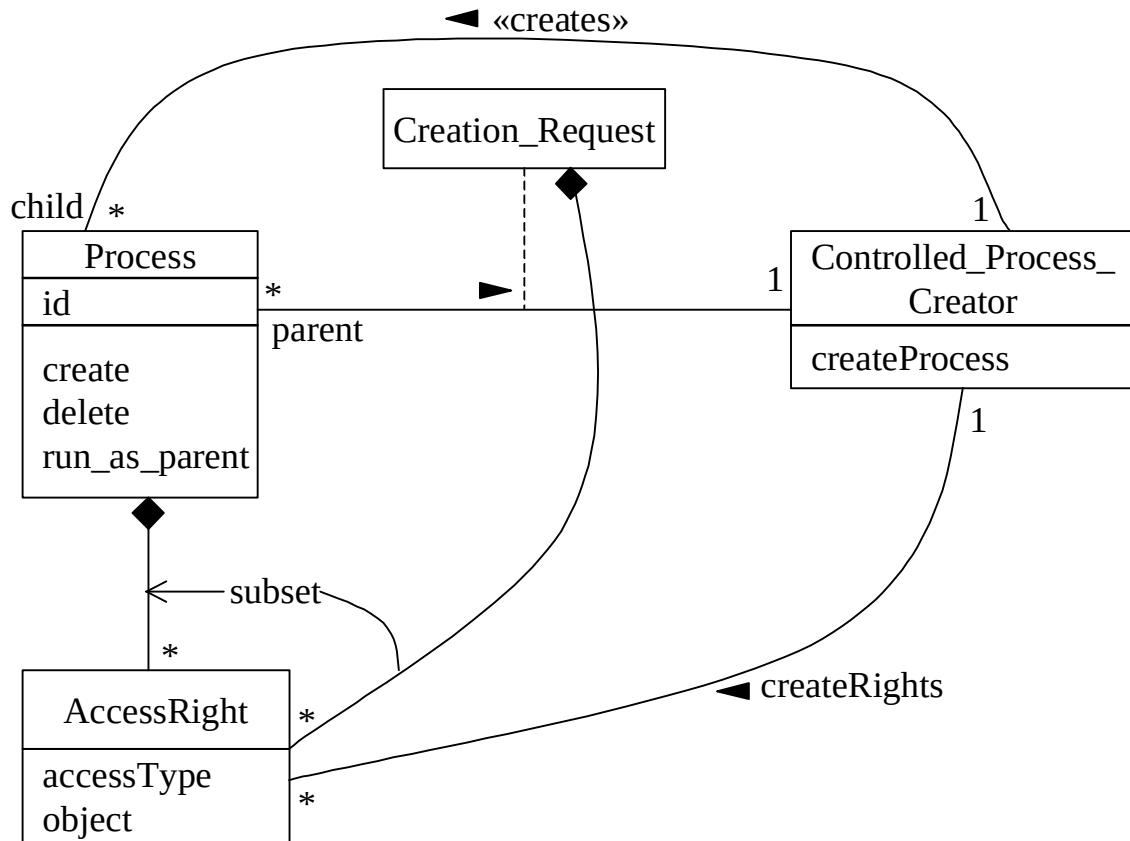 «creates»
Creation_Request
child
*
1
Process
id
create
delete
run_as_parent
*
parent
1
Controlled_Process_
Creator
createProcess
1
subset
*
createRights
AccessRight
accessType
object
*
*